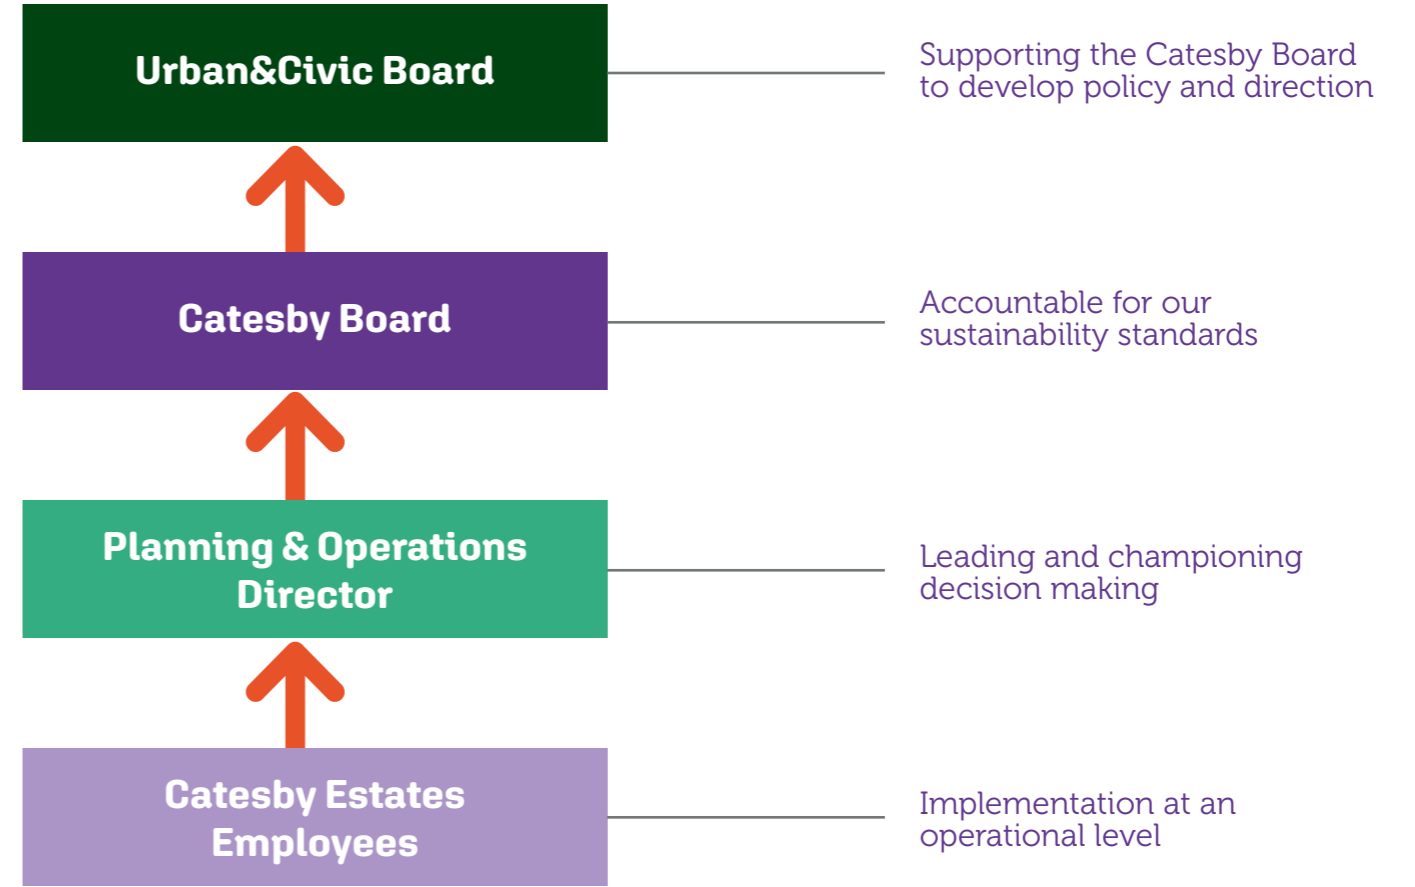 Urban&Civic Board
Supporting the Catesby Board
to develop policy and direction
Catesby Board
Accountable for our
sustainability standards
Planning & Operations
Director
Leading and championing
decision making
Catesby Estates
Employees
Implementation at an
operational level